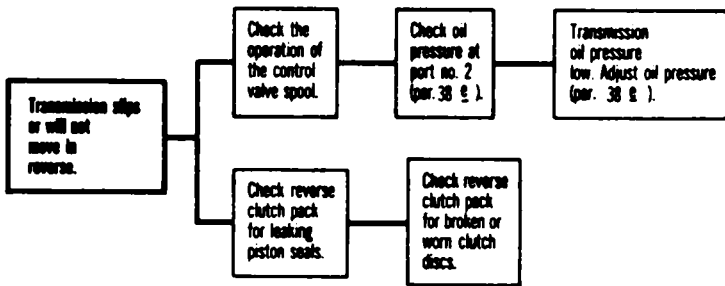 Transmission slips
or will not
move in
reverse.
Check the
operation of
the control
valve spool.
Check oil
pressure at
port no. 2
(par. 38 e ).
Transmission
oil pressure
low. Adjust oil pressure
(par. 38 g ).
Check reverse
clutch pack
for leaking
piston seals.
Check reverse
clutch pack
for broken or
worn clutch
discs.